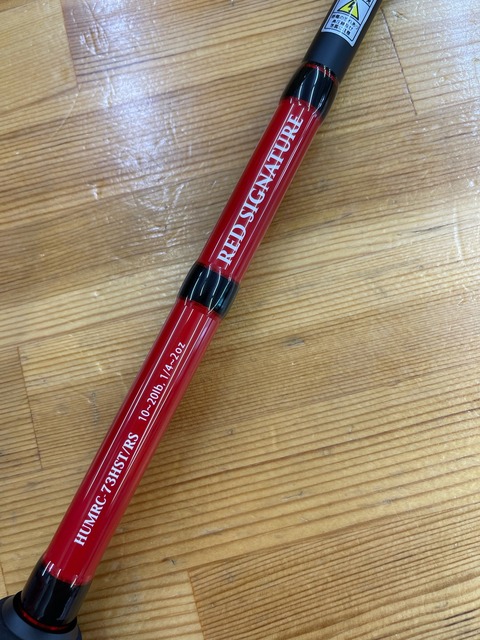 RED SIGNATURE
HUMRC-73HST/RS 10~20lb, 1/4~2oz